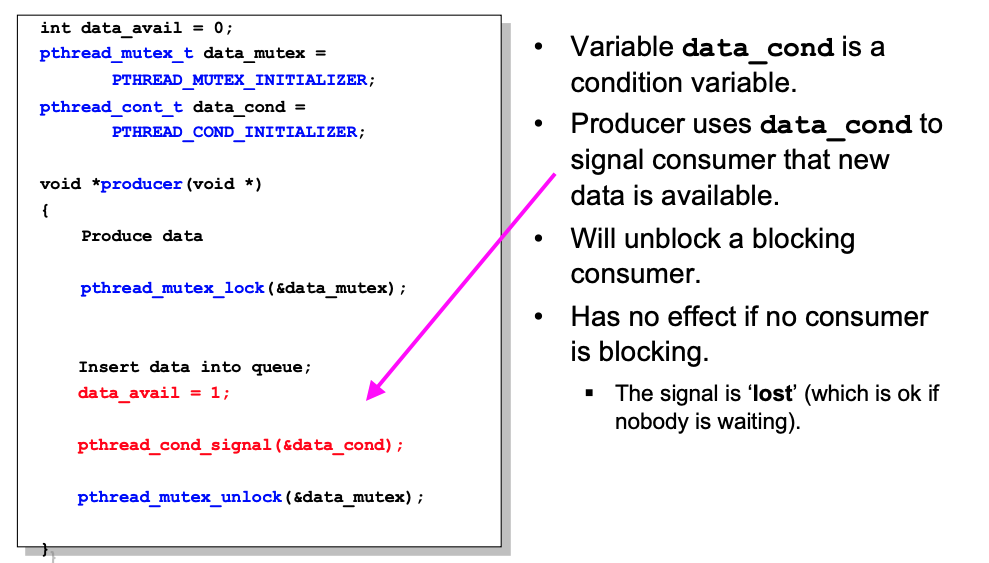 int data_avail = 0;
pthread_mutex_t data_mutex =
PTHREAD_MUTEX_INITIALIZER;
pthread_cont_t data_cond =
PTHREAD_COND_INITIALIZER;
void *producer(void *)
{
Produce data
pthread_mutex_lock(&data_mutex);
Insert data into queue;
data_avail = 1;
pthread_cond_signal(&data_cond);
pthread_mutex_unlock(&data_mutex);
}
• Variable data_cond is a
condition variable.
• Producer uses data_cond to
signal consumer that new
data is available.
• Will unblock a blocking
consumer.
• Has no effect if no consumer
is blocking.
▪ The signal is ‘lost’ (which is ok if
nobody is waiting).